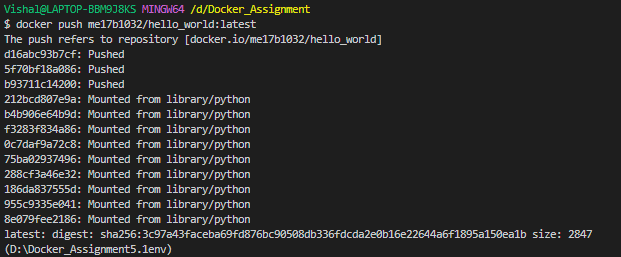 Vishal@LAPTOP-BBM9J8KS MINGW64 /d/Docker_Assignment
$ docker push me17b1032/hello_world:latest
The push refers to repository [docker.io/me17b1032/hello_world]
d16abc93b7cf: Pushed
5f70bf18a086: Pushed
b93711c14200: Pushed
212bcd807e9a: Mounted from library/python
b4b906e64b9d: Mounted from library/python
f3283f834a86: Mounted from library/python
0c7daf9a72c8: Mounted from library/python
75ba02937496: Mounted from library/python
288cf3a46e32: Mounted from library/python
186da837555d: Mounted from library/python
955c9335e041: Mounted from library/python
8e079fee2186: Mounted from library/python
latest: digest: sha256:3c97a43faceba69fd876bc90508db336fdcda2e0b16e22644a6f1895a150ea1b size: 2847
(D:\Docker_Assignment5.1env)